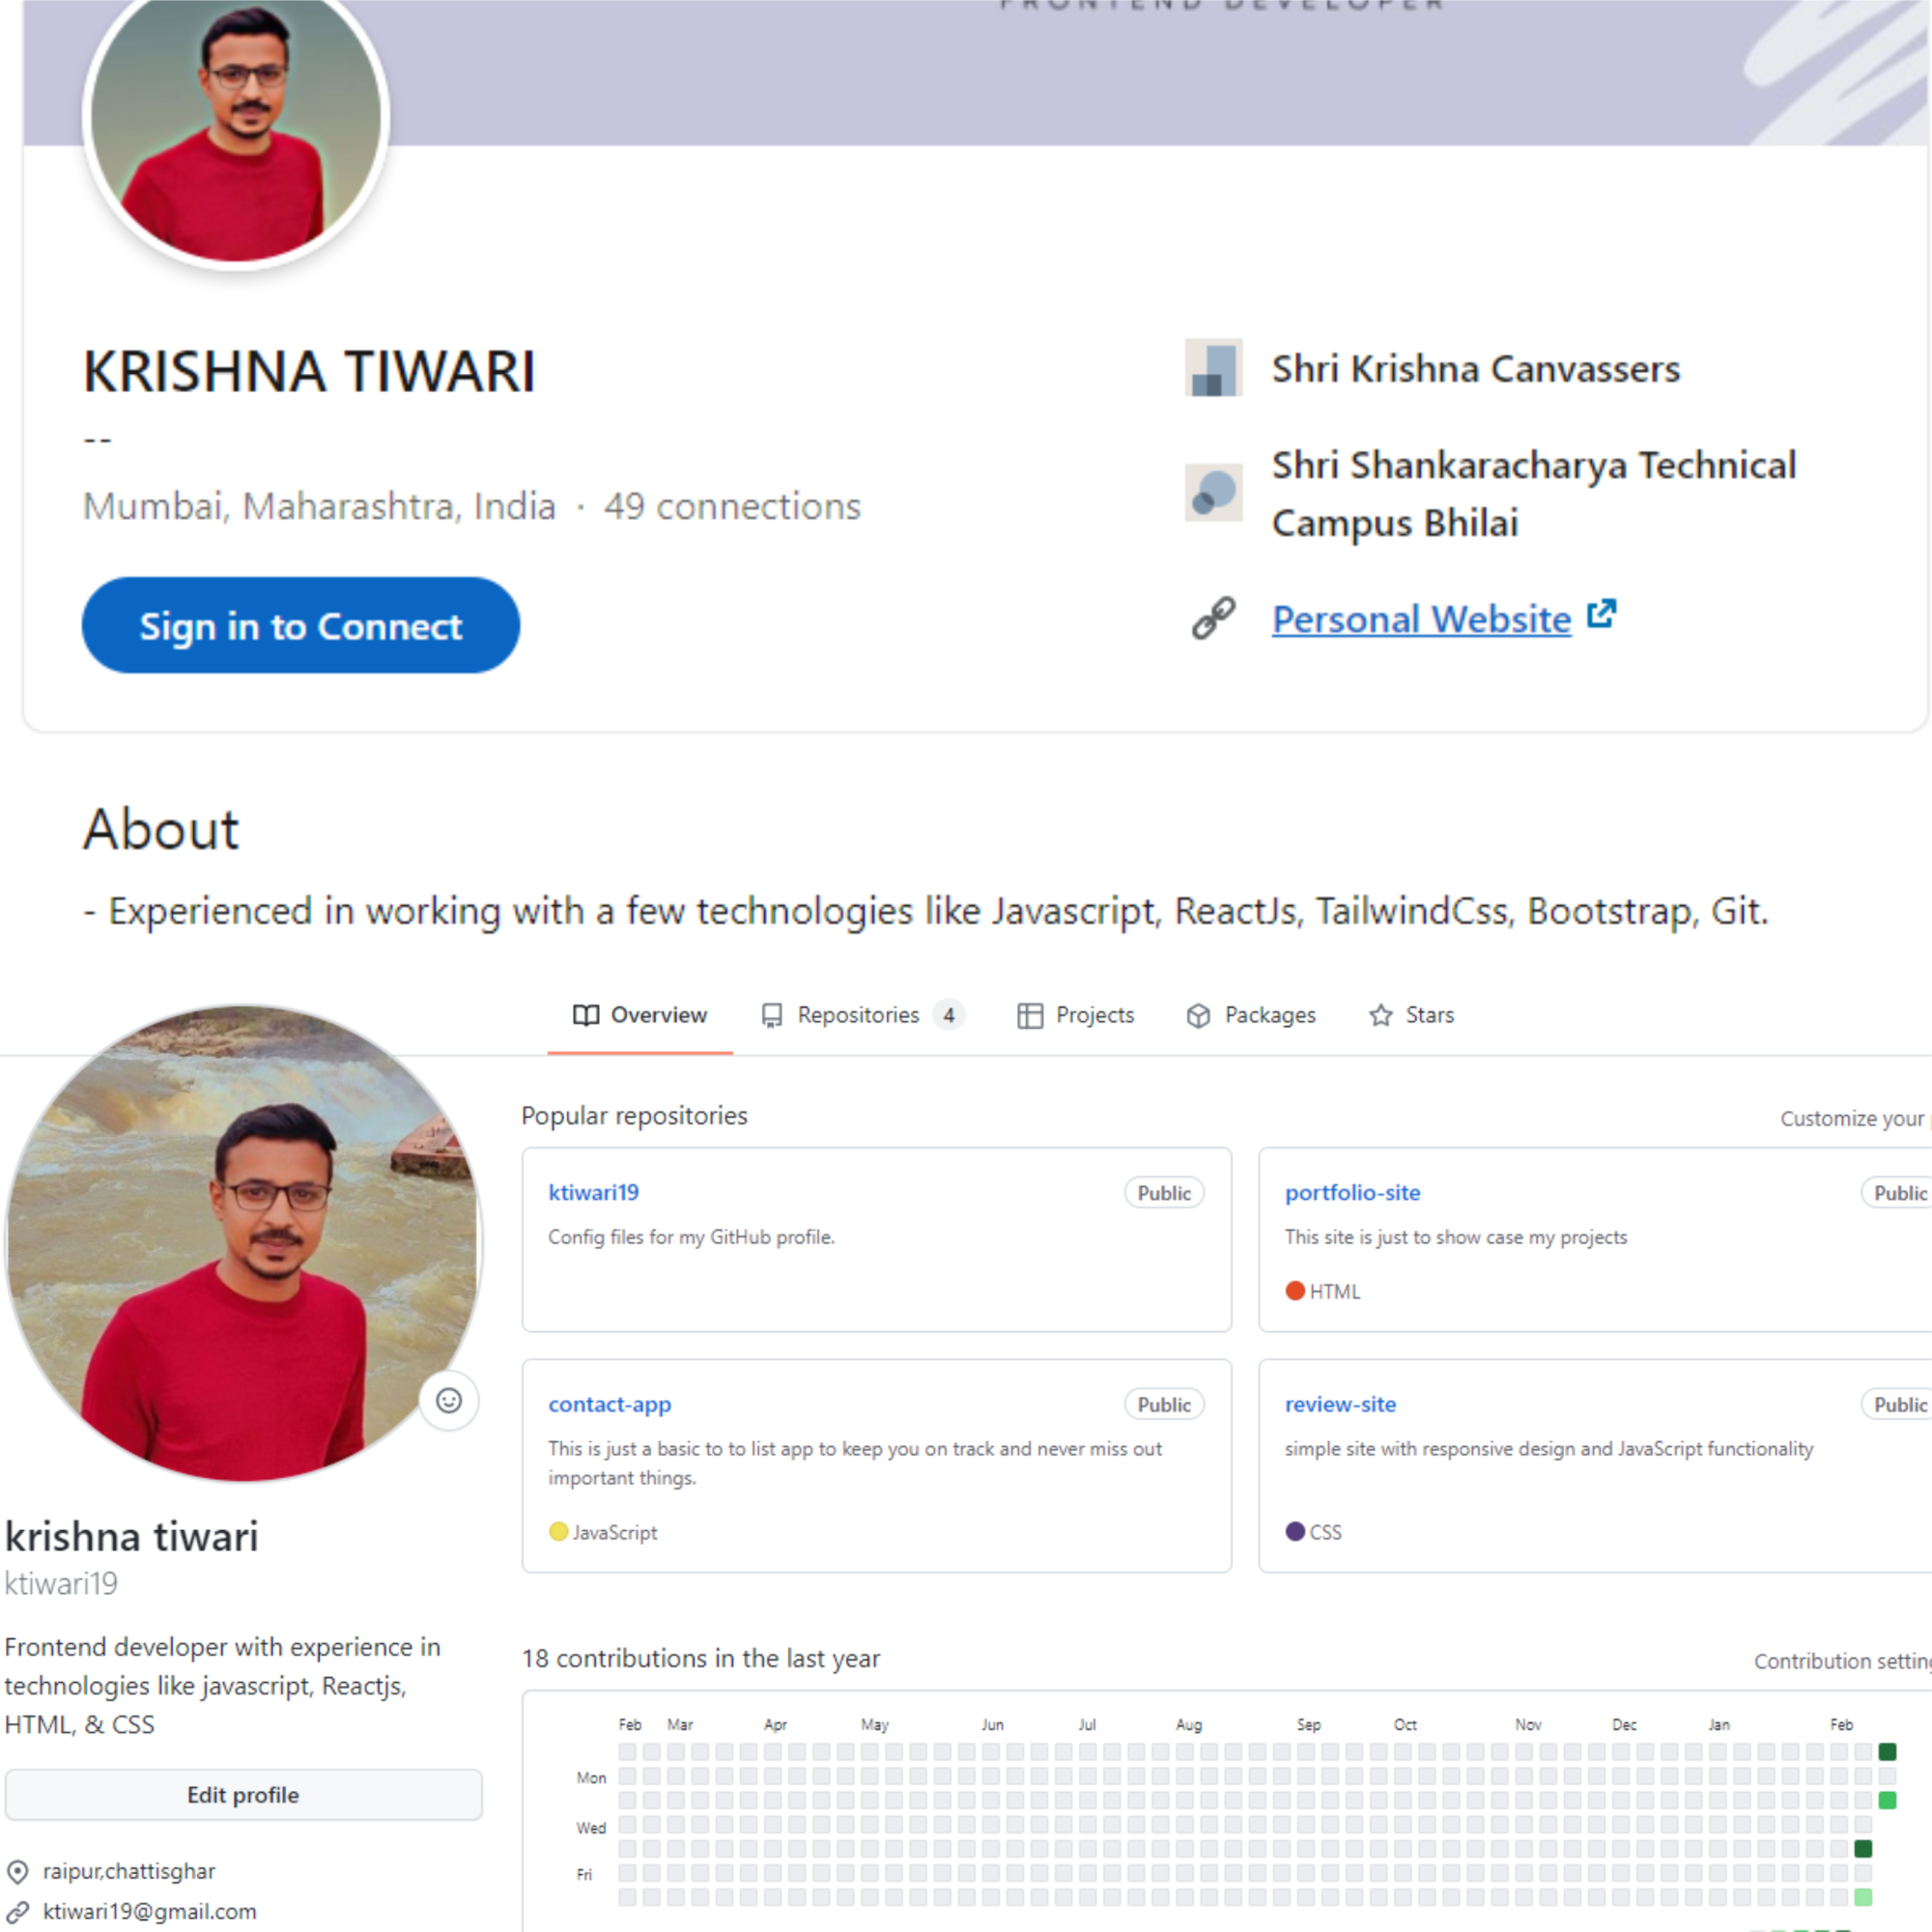 FRONTEND DEVELOPER
KRISHNA TIWARI
--
Mumbai, Maharashtra, India · 49 connections
Sign in to Connect
Shri Krishna Canvassers
Shri Shankaracharya Technical
Campus Bhilai
Personal Website
About
- Experienced in working with a few technologies like Javascript, ReactJs, TailwindCss, Bootstrap, Git.
Overview
Repositories 4
Projects
Packages
Stars
Popular repositories
Customize your
ktiwari19 Public
Config files for my GitHub profile.
portfolio-site Public
This site is just to show case my projects
HTML
contact-app Public
This is just a basic to to list app to keep you on track and never miss out
important things.
JavaScript
review-site Public
simple site with responsive design and JavaScript functionality
CSS
krishna tiwari
ktiwari19
Frontend developer with experience in
technologies like javascript, Reactjs,
HTML, & CSS
Edit profile
raipur,chattisghar
ktiwari19@gmail.com
18 contributions in the last year
Contribution setting
Feb Mar Apr May Jun Jul Aug Sep Oct Nov Dec Jan Feb
Mon
Wed
Fri